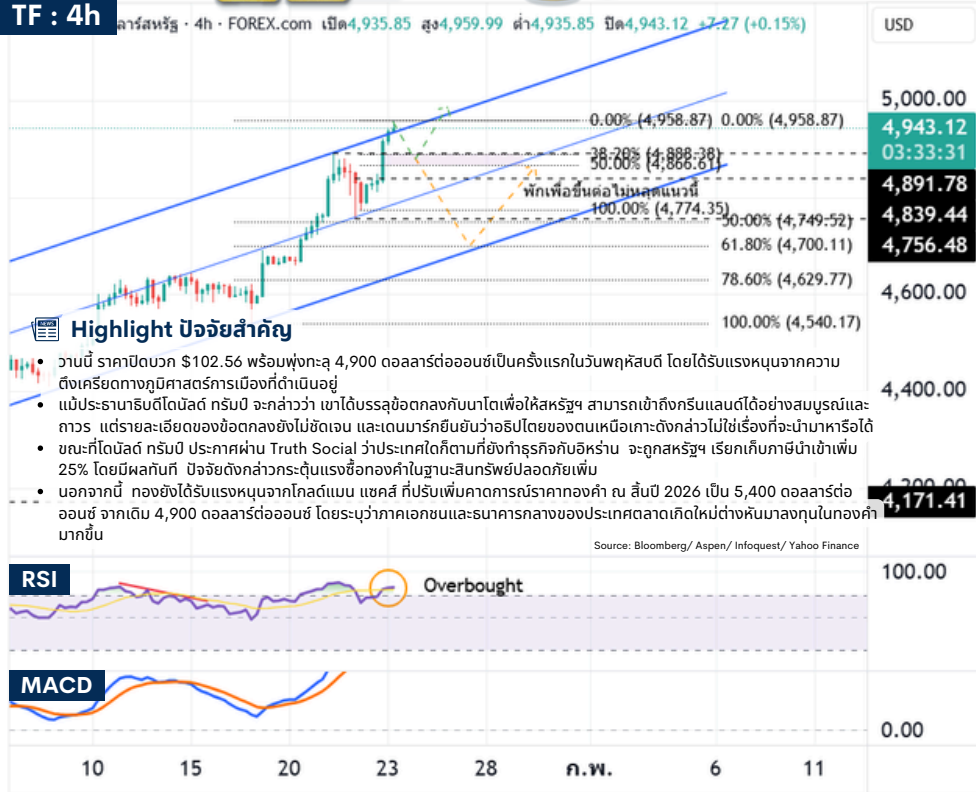 TF : 4h
ลาร์สหรัฐ · 4h · FOREX.com เปิด4,935.85 สูง4,959.99 ต่ำ4,935.85 ปิด4,943.12 +7.27 (+0.15%)
USD
5,000.00
0.00% (4,958.87) 0.00% (4,958.87)
4,943.12
03:33:31
38.20% (4,888.38)
50.00% (4,866.61)
4,891.78
พักเพื่อขึ้นต่อไม่หลุดแนวนี้
4,839.44
100.00% (4,774.35)
50.00% (4,749.52)
4,756.48
61.80% (4,700.11)
78.60% (4,629.77)
4,600.00
100.00% (4,540.17)
NEWS
Highlight ปัจจัยสำคัญ
• วานนี้ ราคาปิดบวก $102.56 พร้อมพุ่งทะลุ 4,900 ดอลลาร์ต่อออนซ์เป็นครั้งแรกในวันพฤหัสบดี โดยได้รับแรงหนุนจากความ
ตึงเครียดทางภูมิศาสตร์การเมืองที่ดำเนินอยู่
4,400.00
• แม้ประธานาธิบดีโดนัลด์ ทรัมป์ จะกล่าวว่า เขาได้บรรลุข้อตกลงกับนาโตเพื่อให้สหรัฐฯ สามารถเข้าถึงกรีนแลนด์ได้อย่างสมบูรณ์และ
ถาวร แต่รายละเอียดของข้อตกลงยังไม่ชัดเจน และเดนมาร์กยืนยันว่าอธิปไตยของตนเหนือเกาะดังกล่าวไม่ใช่เรื่องที่จะนำมาหารือได้
• ขณะที่โดนัลด์ ทรัมป์ ประกาศผ่าน Truth Social ว่าประเทศใดก็ตามที่ยังทำธุรกิจกับอิหร่าน จะถูกสหรัฐฯ เรียกเก็บภาษีนำเข้าเพิ่ม
25% โดยมีผลทันที ปัจจัยดังกล่าวกระตุ้นแรงซื้อทองคำในฐานะสินทรัพย์ปลอดภัยเพิ่ม
• นอกจากนี้ ทองยังได้รับแรงหนุนจากโกลด์แมน แซคส์ ที่ปรับเพิ่มคาดการณ์ราคาทองคำ ณ สิ้นปี 2026 เป็น 5,400 ดอลลาร์ต่อ
ออนซ์ จากเดิม 4,900 ดอลลาร์ต่อออนซ์ โดยระบุว่าภาคเอกชนและธนาคารกลางของประเทศตลาดเกิดใหม่ต่างหันมาลงทุนในทองคำ
มากขึ้น
4,200.00
4,171.41
Source: Bloomberg/ Aspen/ Infoquest/ Yahoo Finance
RSI
Overbought
100.00
MACD
0.00
10 15 20 23 28 ก.พ. 6 11